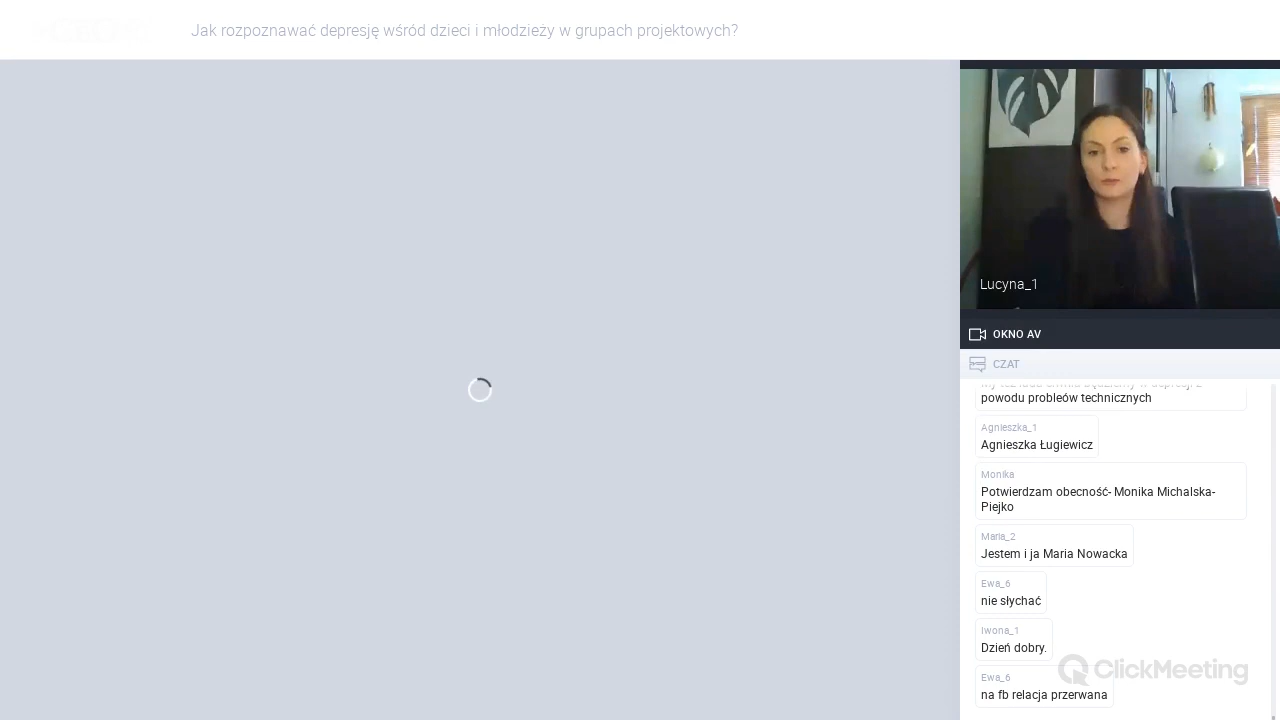 Jak rozpoznawać depresję wśród dzieci i młodzieży w grupach projektowych?
Lucyna_1
OKNO AV
CZAT
powodu probleów technicznych
Agnieszka_1
Agnieszka Ługiewicz
Monika
Potwierdzam obecność- Monika Michalska-
Piejko
Maria_2
Jestem i ja Maria Nowacka
Ewa_6
nie słychać
Iwona_1
Dzień dobry.
ClickMeeting
Ewa_6
na fb relacja przerwana